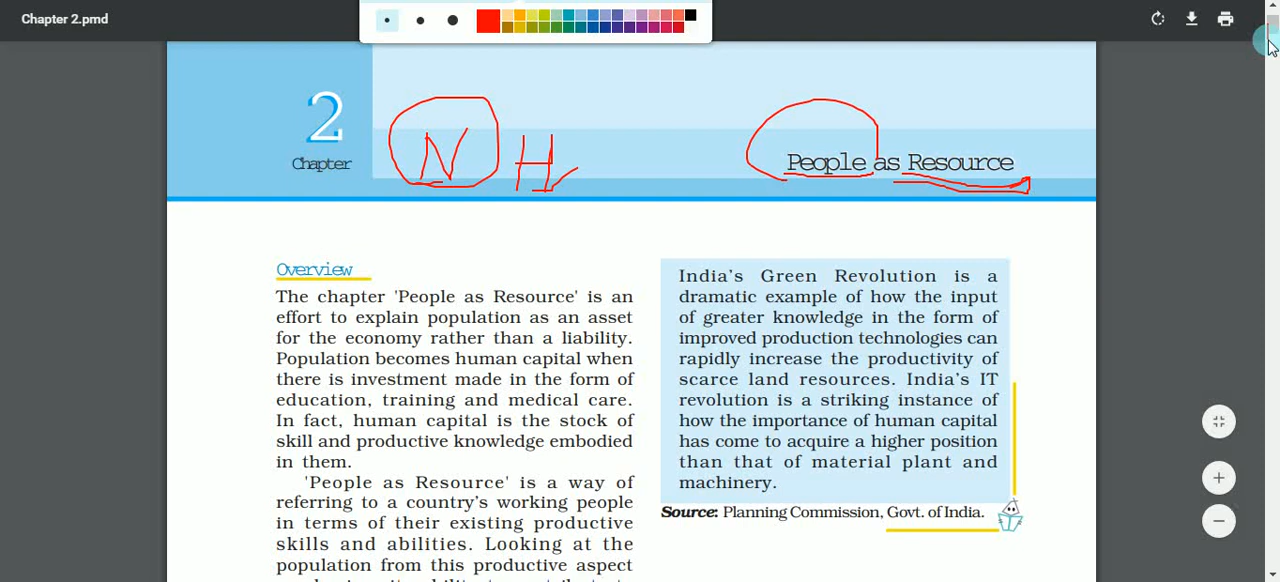 Chapter 2.pmd
2
Chapter
N H
People as Resource
Overview
The chapter 'People as Resource' is an
effort to explain population as an asset
for the economy rather than a liability.
Population becomes human capital when
there is investment made in the form of
education, training and medical care.
In fact, human capital is the stock of
skill and productive knowledge embodied
in them.
'People as Resource' is a way of
referring to a country's working people
in terms of their existing productive
skills and abilities. Looking at the
population from this productive aspect
India's Green Revolution is a
dramatic example of how the input
of greater knowledge in the form of
improved production technologies can
rapidly increase the productivity of
scarce land resources. India's IT
revolution is a striking instance of
how the importance of human capital
has come to acquire a higher position
than that of material plant and
machinery.
Source: Planning Commission, Govt. of India.